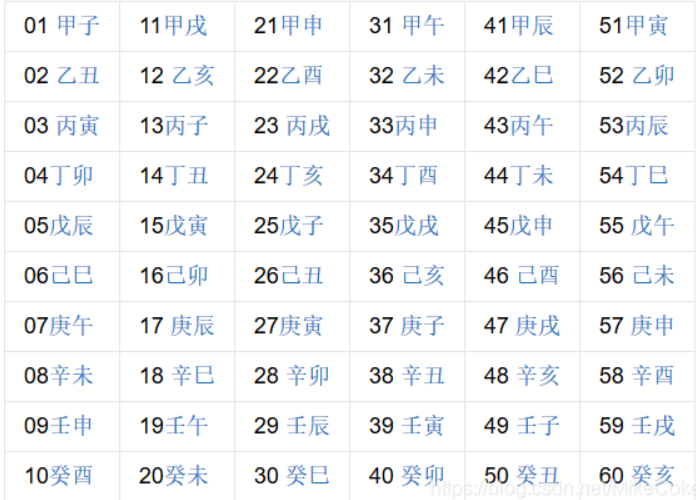 01 甲子 11甲戌 21甲申 31 甲午 41甲辰 51甲寅
02 乙丑 12 乙亥 22乙酉 32 乙未 42乙巳 52 乙卯
03 丙寅 13丙子 23 丙戌 33丙申 43丙午 53丙辰
04丁卯 14丁丑 24丁亥 34丁酉 44丁未 54丁巳
05戊辰 15戊寅 25戊子 35戊戌 45戊申 55 戊午
06己巳 16己卯 26己丑 36 己亥 46 己酉 56 己未
07庚午 17 庚辰 27庚寅 37 庚子 47 庚戌 57 庚申
08辛未 18 辛巳 28 辛卯 38 辛丑 48 辛亥 58 辛酉
09壬申 19壬午 29 壬辰 39 壬寅 49 壬子 59 壬戌
10癸酉 20癸未 30 癸巳 40 癸卯 50 癸丑 60 癸亥
https://blog.csdn.net/MikeCoke